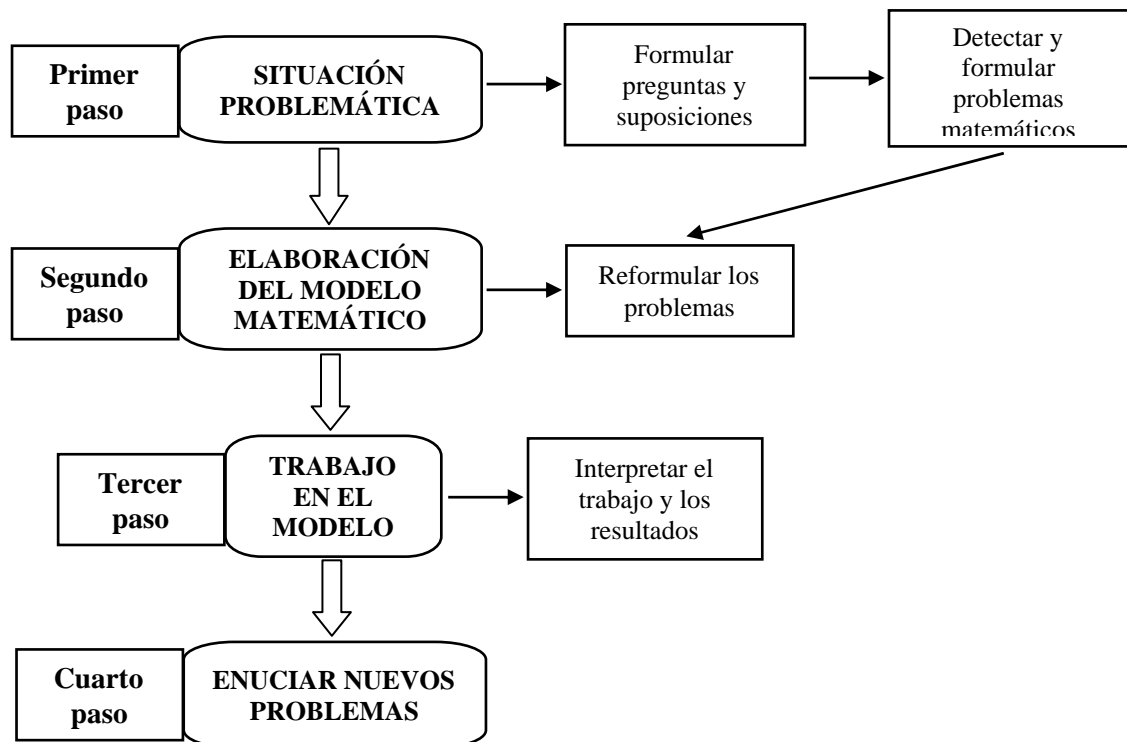 Primer
paso
SITUACIÓN
PROBLEMÁTICA
Formular
preguntas y
suposiciones
Detectar y
formular
problemas
matemáticos
Segundo
paso
ELABORACIÓN
DEL MODELO
MATEMÁTICO
Reformular los
problemas
Tercer
paso
TRABAJO
EN EL
MODELO
Interpretar el
trabajo y los
resultados
Cuarto
paso
ENUCIAR NUEVOS
PROBLEMAS